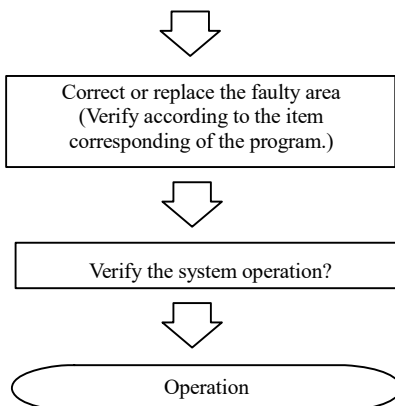 Correct or replace the faulty area
(Verify according to the item
corresponding of the program.)
Verify the system operation?
Operation